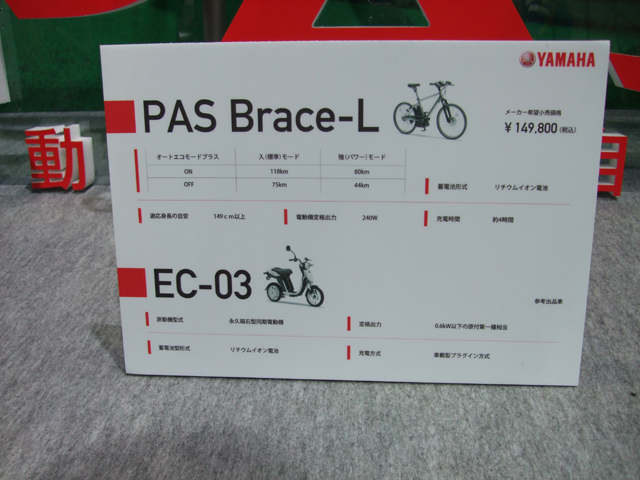 YAMAHA
PAS Brace-L
メーカー希望小売価格
¥149,800(税込)
オートエコモードプラス 入(標準)モード 強(パワー)モード
ON 118km 60km
OFF 75km 44km
蓄電池形式 リチウムイオン電池
適応身長の目安 149cm以上 電動機定格出力 240W 充電時間 約4時間
EC-03
参考出品車
原動機型式 永久磁石型同期電動機 定格出力 0.6kW以下の原付第一種相当
蓄電池型形式 リチウムイオン電池 充電方式 車載型プラグイン方式
動